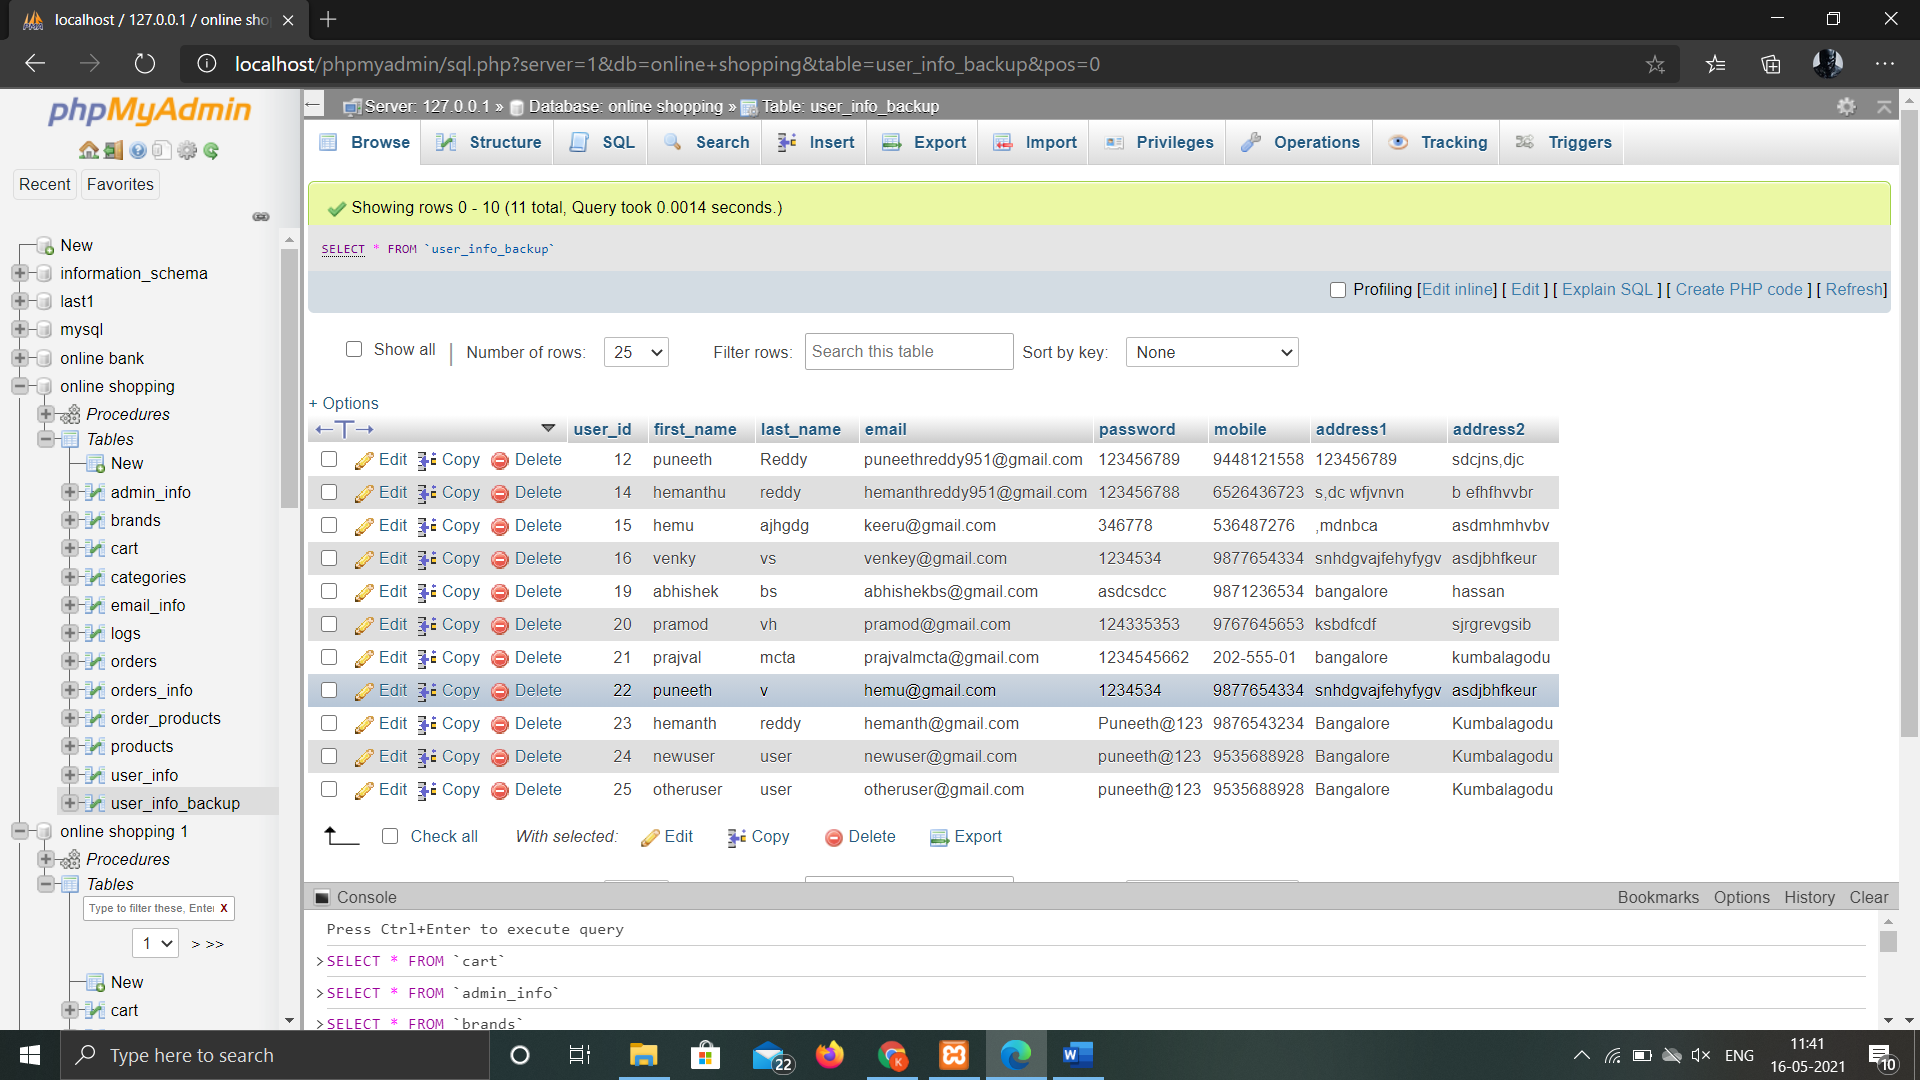 localhost / 127.0.0.1 / online sho
localhost/phpmyadmin/sql.php?server=1&db=online+shopping&table=user_info_backup&pos=0
phpMyAdmin
Recent Favorites
New
information_schema
last1
mysql
online bank
online shopping
Procedures
Tables
New
admin_info
brands
cart
categories
email_info
logs
orders
orders_info
order_products
products
user_info
user_info_backup
online shopping 1
Procedures
Tables
Type to filter these, Enter X
1 > >>
New
cart
Server: 127.0.0.1 » Database: online shopping » Table: user_info_backup
Browse Structure SQL Search Insert Export Import Privileges Operations Tracking Triggers
Showing rows 0 - 10 (11 total, Query took 0.0014 seconds.)
SELECT * FROM `user_info_backup`
Profiling [Edit inline] [ Edit ] [ Explain SQL ] [ Create PHP code ] [ Refresh]
Show all | Number of rows: 25 Filter rows: Search this table Sort by key: None
+ Options
←T→ user_id first_name last_name email password mobile address1 address2
Edit Copy Delete 12 puneeth Reddy puneethreddy951@gmail.com 123456789 9448121558 123456789 sdcjns,djc
Edit Copy Delete 14 hemanthu reddy hemanthreddy951@gmail.com 123456788 6526436723 s,dc wfjvnvn b efhfhvvbr
Edit Copy Delete 15 hemu ajhgdg keeru@gmail.com 346778 536487276 ,mdnbca asdmhmhvbv
Edit Copy Delete 16 venky vs venkey@gmail.com 1234534 9877654334 snhdgvajfehyfygv asdjbhfkeur
Edit Copy Delete 19 abhishek bs abhishekbs@gmail.com asdcsdcc 9871236534 bangalore hassan
Edit Copy Delete 20 pramod vh pramod@gmail.com 124335353 9767645653 ksbdfcdf sjrgrevgsib
Edit Copy Delete 21 prajval mcta prajvalmcta@gmail.com 1234545662 202-555-01 bangalore kumbalagodu
Edit Copy Delete 22 puneeth v hemu@gmail.com 1234534 9877654334 snhdgvajfehyfygv asdjbhfkeur
Edit Copy Delete 23 hemanth reddy hemanth@gmail.com Puneeth@123 9876543234 Bangalore Kumbalagodu
Edit Copy Delete 24 newuser user newuser@gmail.com puneeth@123 9535688928 Bangalore Kumbalagodu
Edit Copy Delete 25 otheruser user otheruser@gmail.com puneeth@123 9535688928 Bangalore Kumbalagodu
Check all With selected: Edit Copy Delete Export
Console Bookmarks Options History Clear
Press Ctrl+Enter to execute query
>SELECT * FROM `cart`
>SELECT * FROM `admin_info`
>SELECT * FROM `brands`
Type here to search
22
K
ENG
11:41
16-05-2021
10